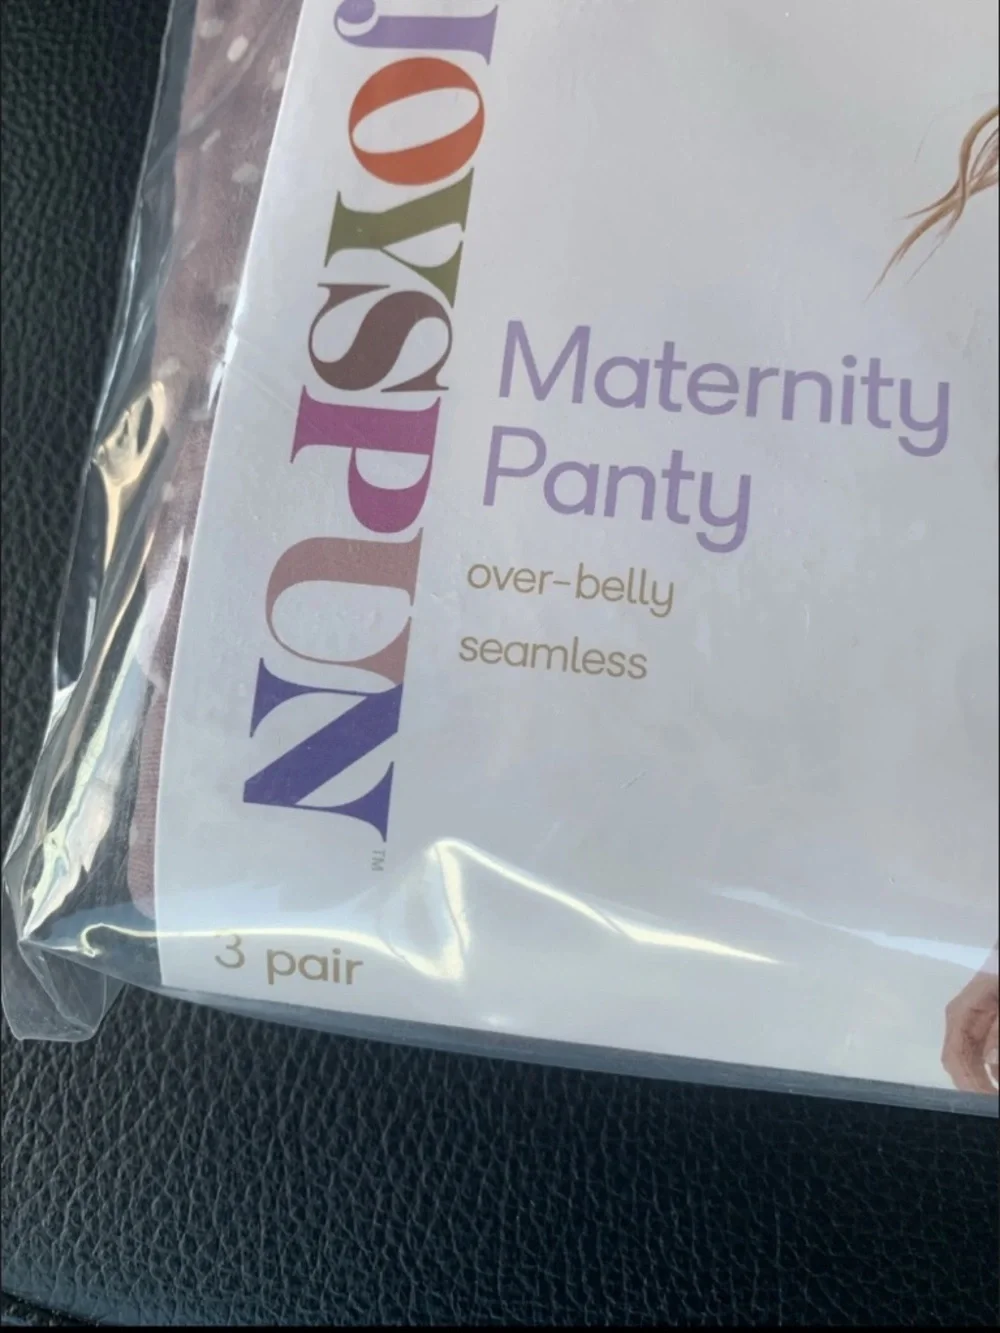 JOYSPUN
TM
Maternity
Panty
over-belly
seamless
3 pair